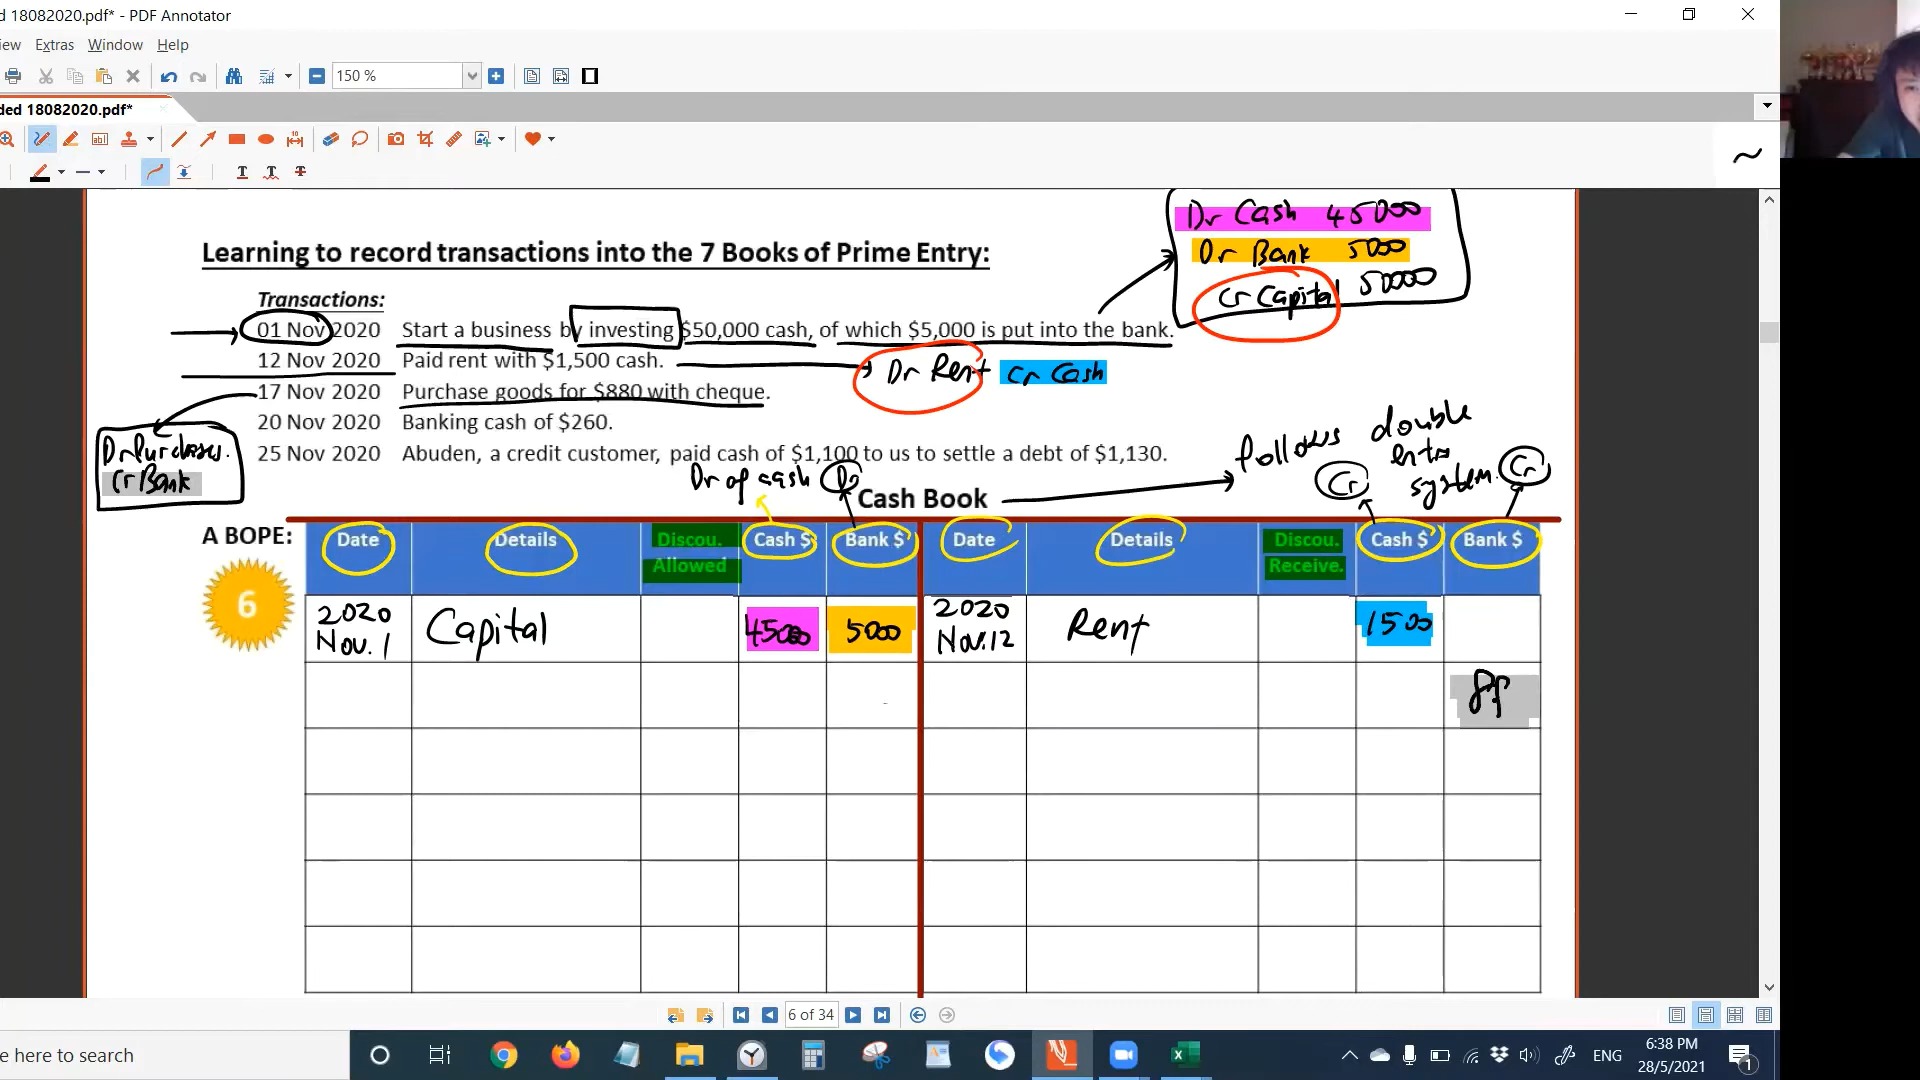 d 18082020.pdf* - PDF Annotator
iew Extras Window Help
150 %
ded 18082020.pdf*
Dr Cash 45000
Dr Bank 5000
Cr Capital 50000
Learning to record transactions into the 7 Books of Prime Entry:
Transactions:
01 Nov 2020 Start a business by investing $50,000 cash, of which $5,000 is put into the bank.
12 Nov 2020 Paid rent with $1,500 cash.
Dr Rent Cr Cash
17 Nov 2020 Purchase goods for $880 with cheque.
20 Nov 2020 Banking cash of $260.
25 Nov 2020 Abuden, a credit customer, paid cash of $1,100 to us to settle a debt of $1,130.
Dr Purchases.
Cr Bank
Dr of cash Dr
follows double
entry
system.
Cr Cr
Cash Book
A BOPE:
6
Date Details Discou. Allowed Cash $ Bank $ Date Details Discou. Receive. Cash $ Bank $
2020 Nov. 1 Capital 45000 5000 2020 Nov. 12 Rent 1500
6 of 34
e here to search
ENG
6:38 PM
28/5/2021
1